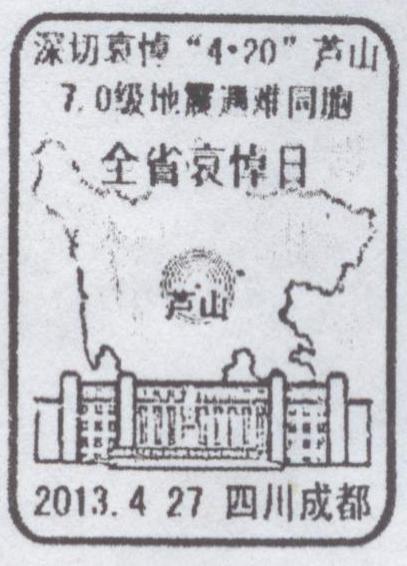 深切哀悼“4·20”芦山
7.0级地震遇难同胞
全省哀悼日
芦山
2013.4 27 四川成都